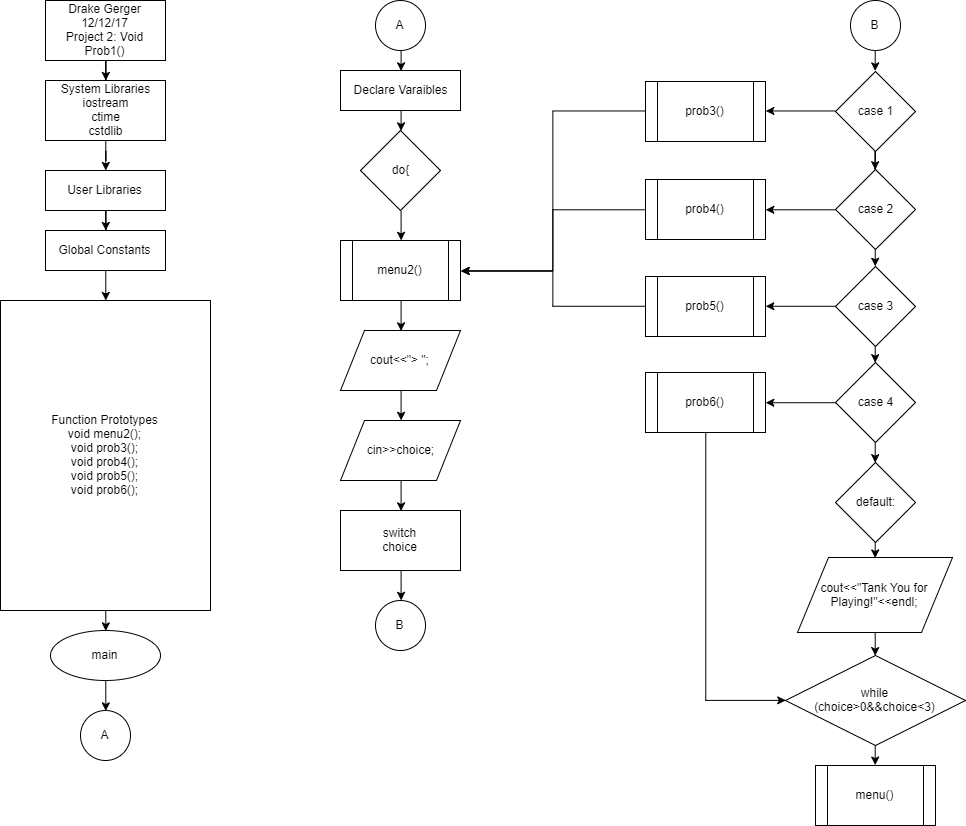 Drake Gerger
12/12/17
Project 2: Void
Prob1()
System Libraries
iostream
ctime
cstdlib
User Libraries
Global Constants
Function Prototypes
void menu2();
void prob3();
void prob4();
void prob5();
void prob6();
main
A
A
Declare Varaibles
do{
menu2()
cout<<"> ";
cin>>choice;
switch
choice
B
B
case 1
prob3()
case 2
prob4()
case 3
prob5()
case 4
prob6()
default:
cout<<"Tank You for
Playing!"<<endl;
while
(choice>0&&choice<3)
menu()